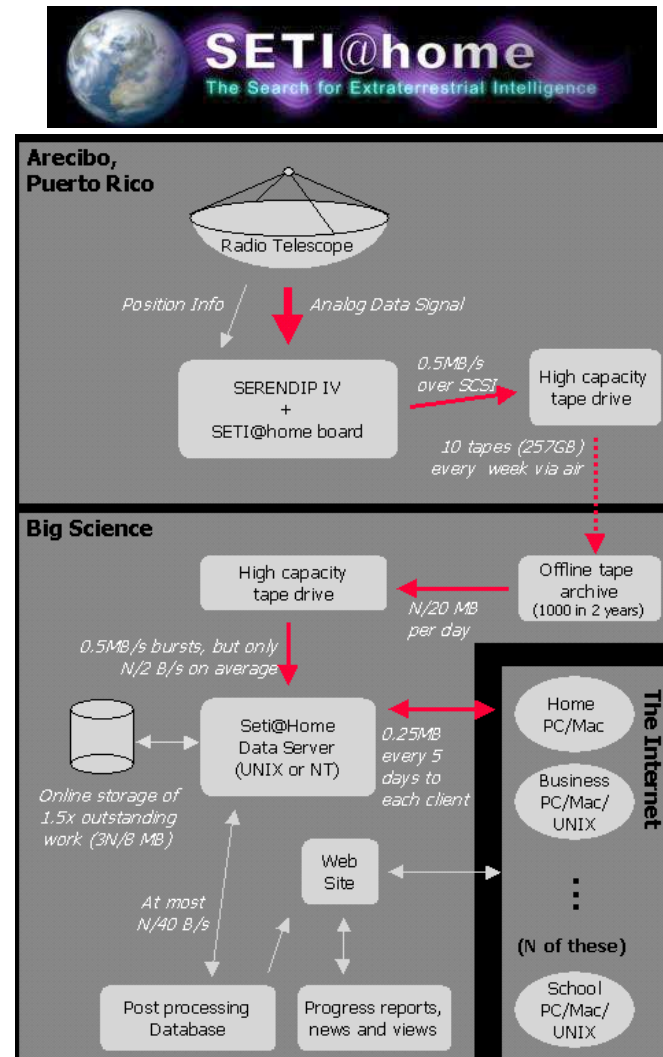 SETI@home
The Search for Extraterrestrial Intelligence
Arecibo,
Puerto Rico
Radio Telescope
Position Info
Analog Data Signal
SERENDIP IV
+
SETI@home board
0.5MB/s
over SCSI
High capacity
tape drive
10 tapes (257GB)
every week via air
Big Science
High capacity
tape drive
N/20 MB
per day
Offline tape
archive
(1000 in 2 years)
0.5MB/s bursts, but only
N/2 B/s on average
Seti@Home
Data Server
(UNIX or NT)
0.25MB
every 5
days to
each client
Online storage of
1.5x outstanding
work (3N/8 MB)
The Internet
Home
PC/Mac
Business
PC/Mac/
UNIX
(N of these)
School
PC/Mac/
UNIX
Web
Site
At most
N/40 B/s
Post processing
Database
Progress reports,
news and views